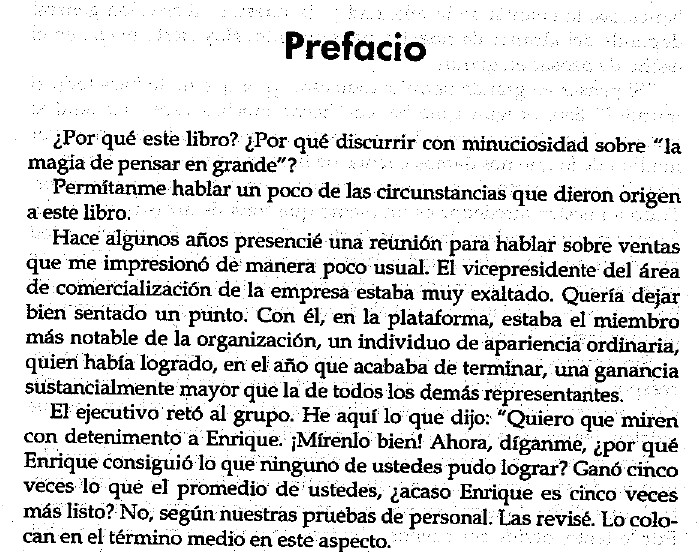 Prefacio
¿Por qué este libro? ¿Por qué discurrir con minuciosidad sobre "la
magia de pensar en grande"?
Permítanme hablar un poco de las circunstancias que dieron origen
a este libro.
Hace algunos años presencié una reunión para hablar sobre ventas
que me impresionó de manera poco usual. El vicepresidente del área
de comercialización de la empresa estaba muy exaltado. Quería dejar
bien sentado un punto. Con él, en la plataforma, estaba el miembro
más notable de la organización, un individuo de apariencia ordinaria,
quien había logrado, en el año que acababa de terminar, una ganancia
sustancialmente mayor que la de todos los demás representantes.
El ejecutivo retó al grupo. He aquí lo que dijo: "Quiero que miren
con detenimiento a Enrique. ¡Mírenlo bien! Ahora, díganme, ¿por qué
Enrique consiguió lo que ninguno de ustedes pudo lograr? Ganó cinco
veces lo que el promedio de ustedes, ¿acaso Enrique es cinco veces
más listo? No, según nuestras pruebas de personal. Las revisé. Lo colo-
can en el término medio en este aspecto.